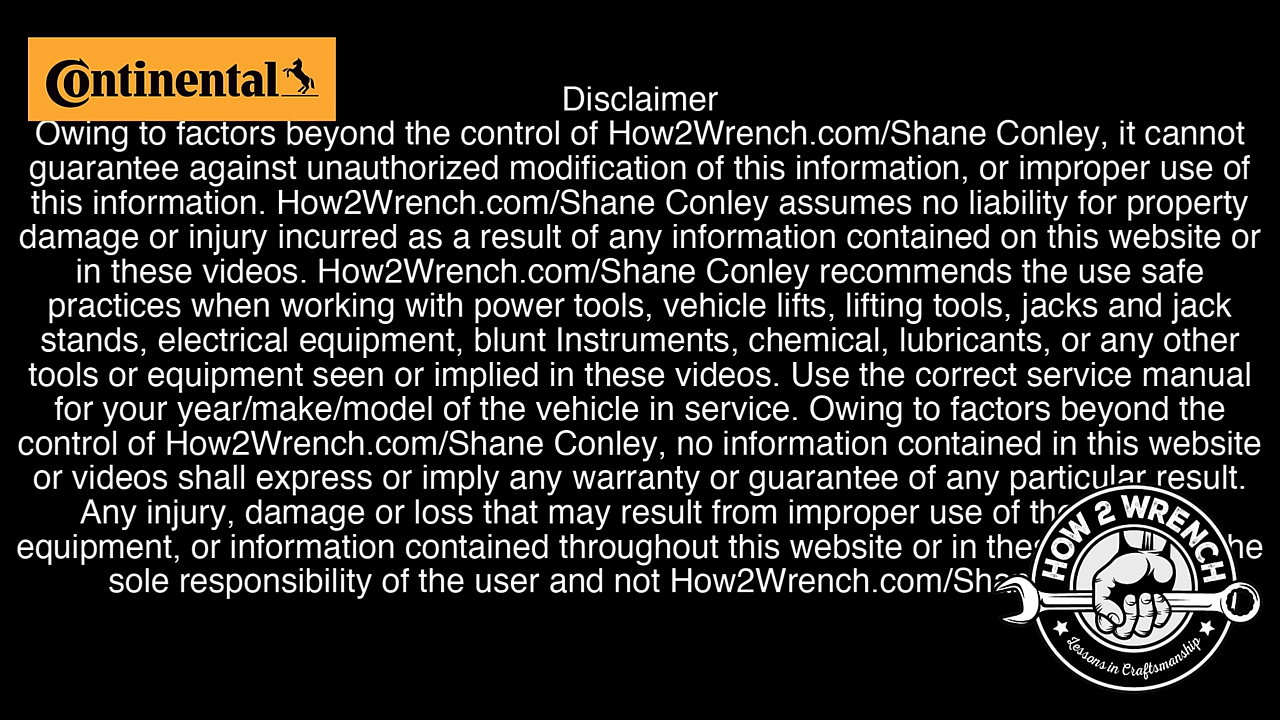 Continental
Disclaimer
Owing to factors beyond the control of How2Wrench.com/Shane Conley, it cannot
guarantee against unauthorized modification of this information, or improper use of
this information. How2Wrench.com/Shane Conley assumes no liability for property
damage or injury incurred as a result of any information contained on this website or
in these videos. How2Wrench.com/Shane Conley recommends the use safe
practices when working with power tools, vehicle lifts, lifting tools, jacks and jack
stands, electrical equipment, blunt Instruments, chemical, lubricants, or any other
tools or equipment seen or implied in these videos. Use the correct service manual
for your year/make/model of the vehicle in service. Owing to factors beyond the
control of How2Wrench.com/Shane Conley, no information contained in this website
or videos shall express or imply any warranty or guarantee of any particular result.
Any injury, damage or loss that may result from improper use of
equipment, or information contained throughout this website or in
sole responsibility of the user and not
HOW 2 WRENCH
Lessons in Craftsmanship